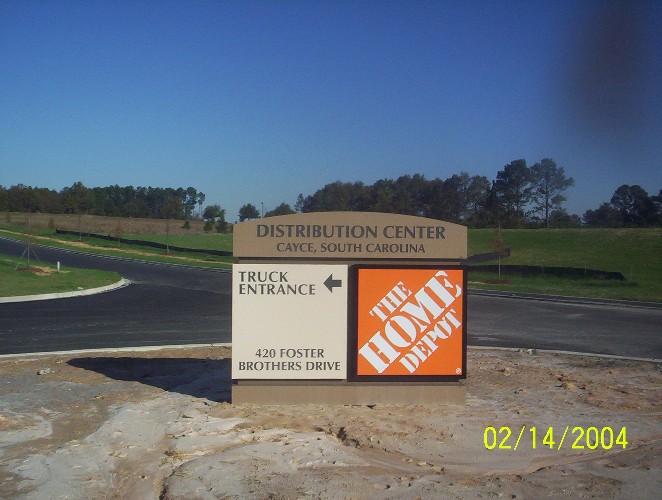 DISTRIBUTION CENTER
CAYCE, SOUTH CAROLINA
TRUCK
ENTRANCE
420 FOSTER
BROTHERS DRIVE
THE
HOME
DEPOT
®
02/14/2004